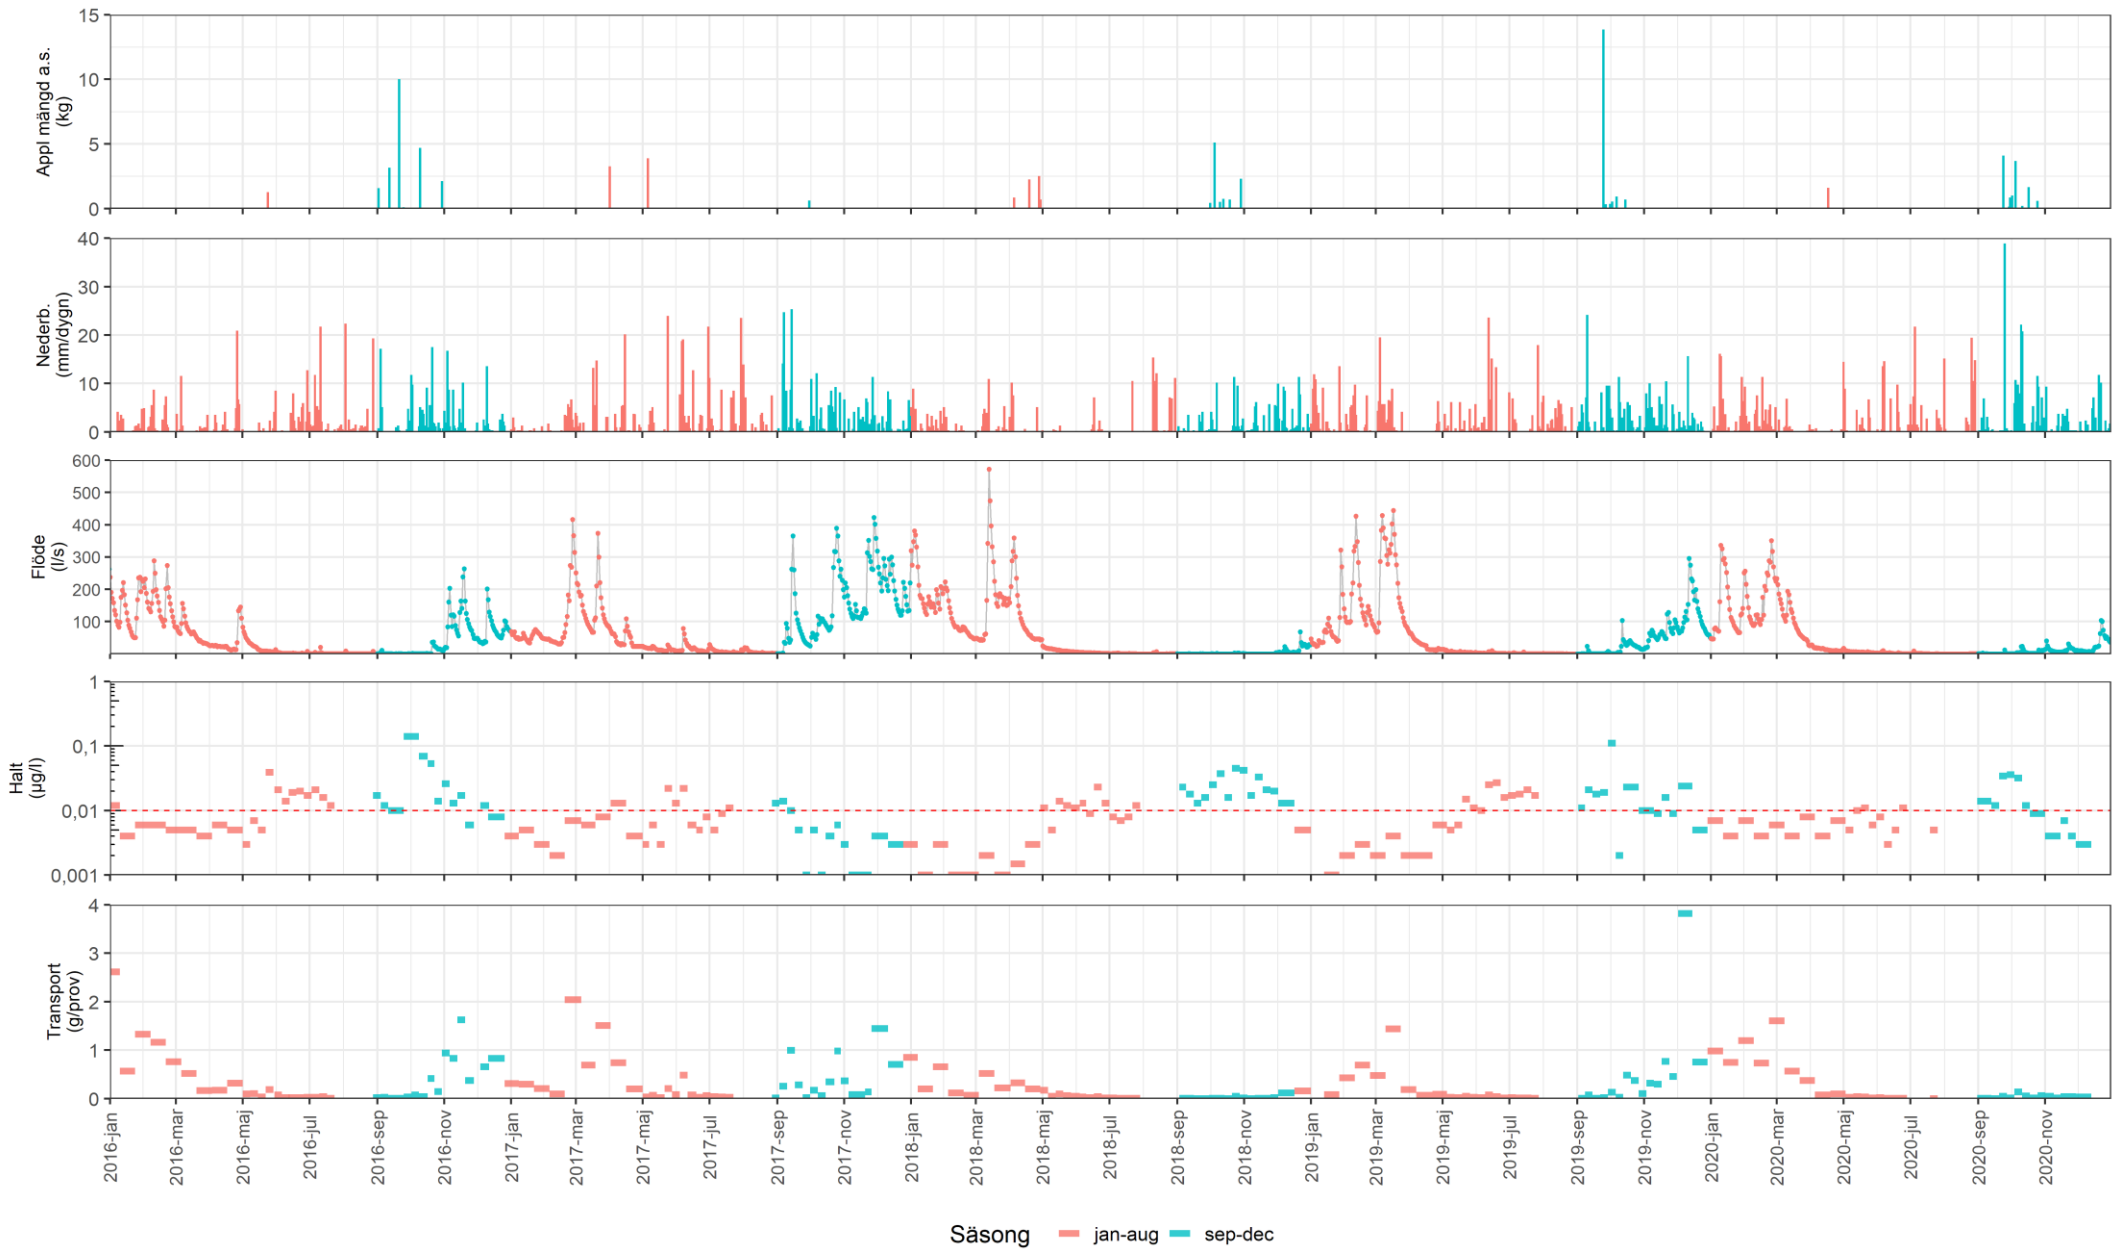 15
10
5
0
Appl mängd a.s.
(kg)
40
30
20
10
0
Nederb.
(mm/dygn)
600
500
400
300
200
100
Flöde
(l/s)
1
0,1
0,01
0,001
Halt
(µg/l)
4
3
2
1
0
Transport
(g/prov)
2016-jan
2016-mar
2016-maj
2016-jul
2016-sep
2016-nov
2017-jan
2017-mar
2017-maj
2017-jul
2017-sep
2017-nov
2018-jan
2018-mar
2018-maj
2018-jul
2018-sep
2018-nov
2019-jan
2019-mar
2019-maj
2019-jul
2019-sep
2019-nov
2020-jan
2020-mar
2020-maj
2020-jul
2020-sep
2020-nov
Säsong jan-aug sep-dec